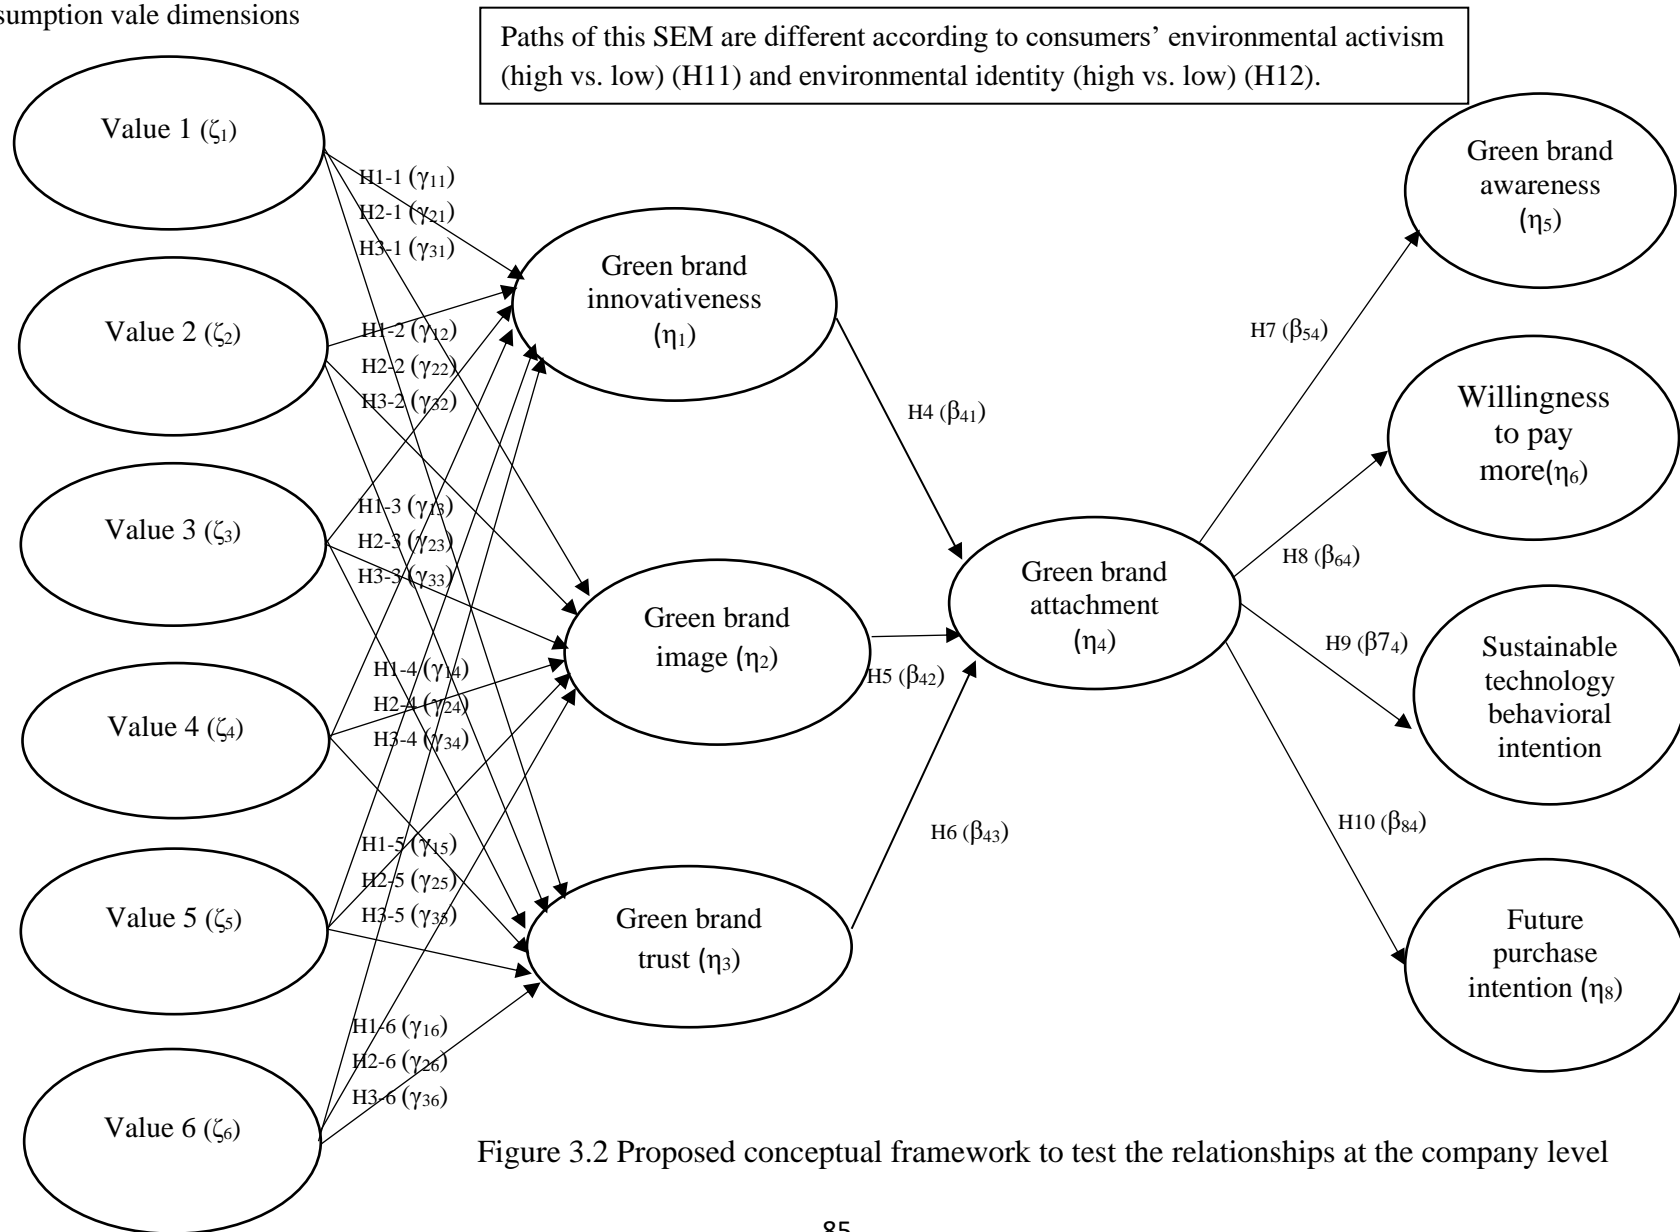 sumption vale dimensions
Paths of this SEM are different according to consumers’ environmental activism
(high vs. low) (H11) and environmental identity (high vs. low) (H12).
Value 1 (ζ₁)
Value 2 (ζ₂)
Value 3 (ζ₃)
Value 4 (ζ₄)
Value 5 (ζ₅)
Value 6 (ζ₆)
H1-1 (γ₁₁)
H2-1 (γ₂₁)
H3-1 (γ₃₁)
H1-2 (γ₁₂)
H2-2 (γ₂₂)
H3-2 (γ₃₂)
H1-3 (γ₁₃)
H2-3 (γ₂₃)
H3-3 (γ₃₃)
H1-4 (γ₁₄)
H2-4 (γ₂₄)
H3-4 (γ₃₄)
H1-5 (γ₁₅)
H2-5 (γ₂₅)
H3-5 (γ₃₅)
H1-6 (γ₁₆)
H2-6 (γ₂₆)
H3-6 (γ₃₆)
Green brand
innovativeness
(η₁)
Green brand
image (η₂)
Green brand
trust (η₃)
H4 (β₄₁)
H5 (β₄₂)
H6 (β₄₃)
Green brand
attachment
(η₄)
H7 (β₅₄)
H8 (β₆₄)
H9 (β7₄)
H10 (β₈₄)
Green brand
awareness
(η₅)
Willingness
to pay
more(η₆)
Sustainable
technology
behavioral
intention
Future
purchase
intention (η₈)
Figure 3.2 Proposed conceptual framework to test the relationships at the company level
85